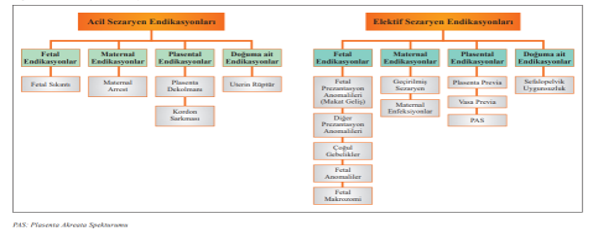 Acil Sezaryen Endikasyonları
Fetal
Endikasyonlar
Maternal
Endikasyonlar
Plasental
Endikasyonlar
Doğuma ait
Endikasyonlar
Fetal Sıkıntı
Maternal
Arrest
Plasenta
Dekolmanı
Kordon
Sarkması
Uterin Rüptür
Elektif Sezaryen Endikasyonları
Fetal
Endikasyonlar
Maternal
Endikasyonlar
Plasental
Endikasyonlar
Doğuma ait
Endikasyonlar
Fetal
Prezantasyon
Anomalileri
(Makat Geliş)
Diğer
Prezantasyon
Anomalileri
Çoğul
Gebelikler
Fetal
Anomaliler
Fetal
Makrozomi
Geçirilmiş
Sezaryen
Maternal
Enfeksiyonlar
Plasenta Previa
Vasa Previa
PAS
Sefalopelvik
Uygunsuzluk
PAS: Plasenta Akreata Spekturumu